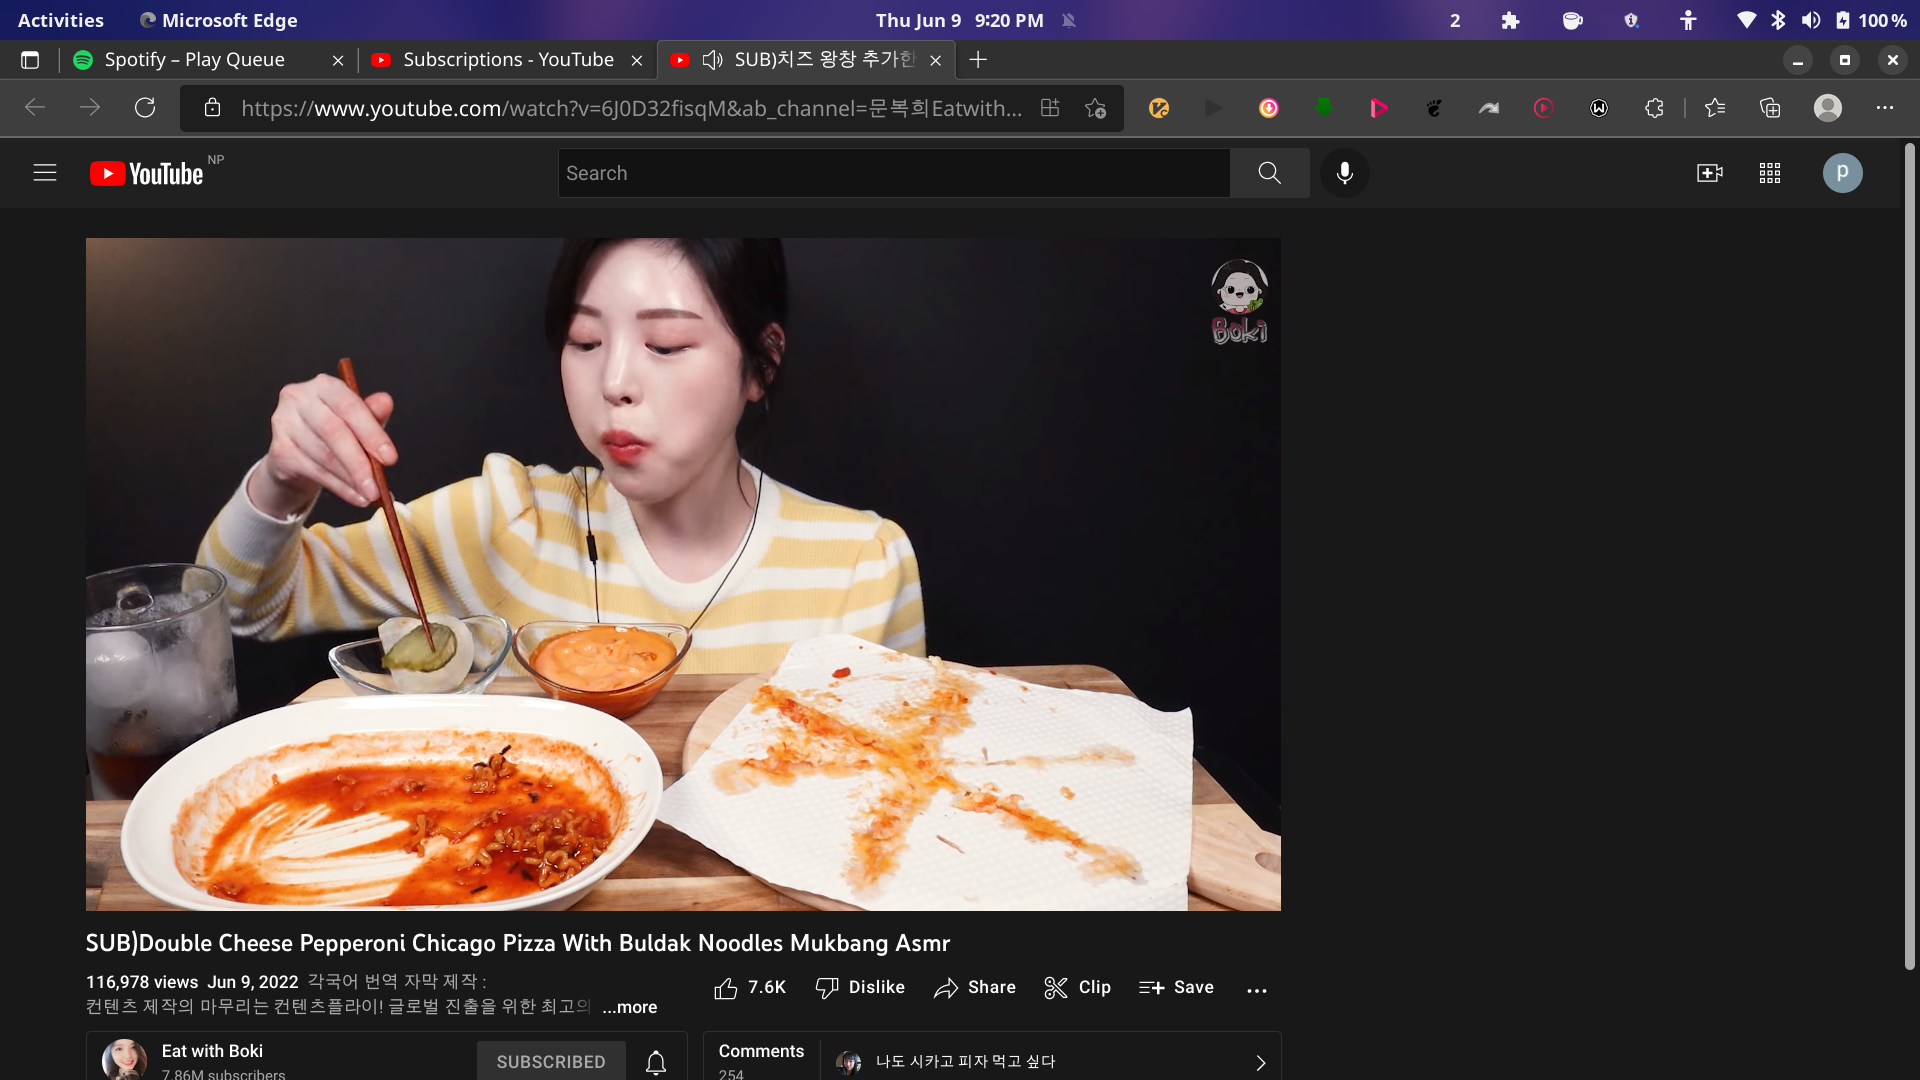 Activities Microsoft Edge Thu Jun 9 9:20 PM 2 100 %
Spotify – Play Queue Subscriptions - YouTube SUB)치즈 왕창 추가한
https://www.youtube.com/watch?v=6J0D32fisqM&ab_channel=문복희Eatwith...
YouTube NP Search p
Boki
SUB)Double Cheese Pepperoni Chicago Pizza With Buldak Noodles Mukbang Asmr
116,978 views Jun 9, 2022 각국어 번역 자막 제작 :
컨텐츠 제작의 마무리는 컨텐츠플라이! 글로벌 진출을 위한 최고의 ...more
7.6K Dislike Share Clip Save
Eat with Boki
7.86M subscribers
SUBSCRIBED
Comments
254
나도 시카고 피자 먹고 싶다